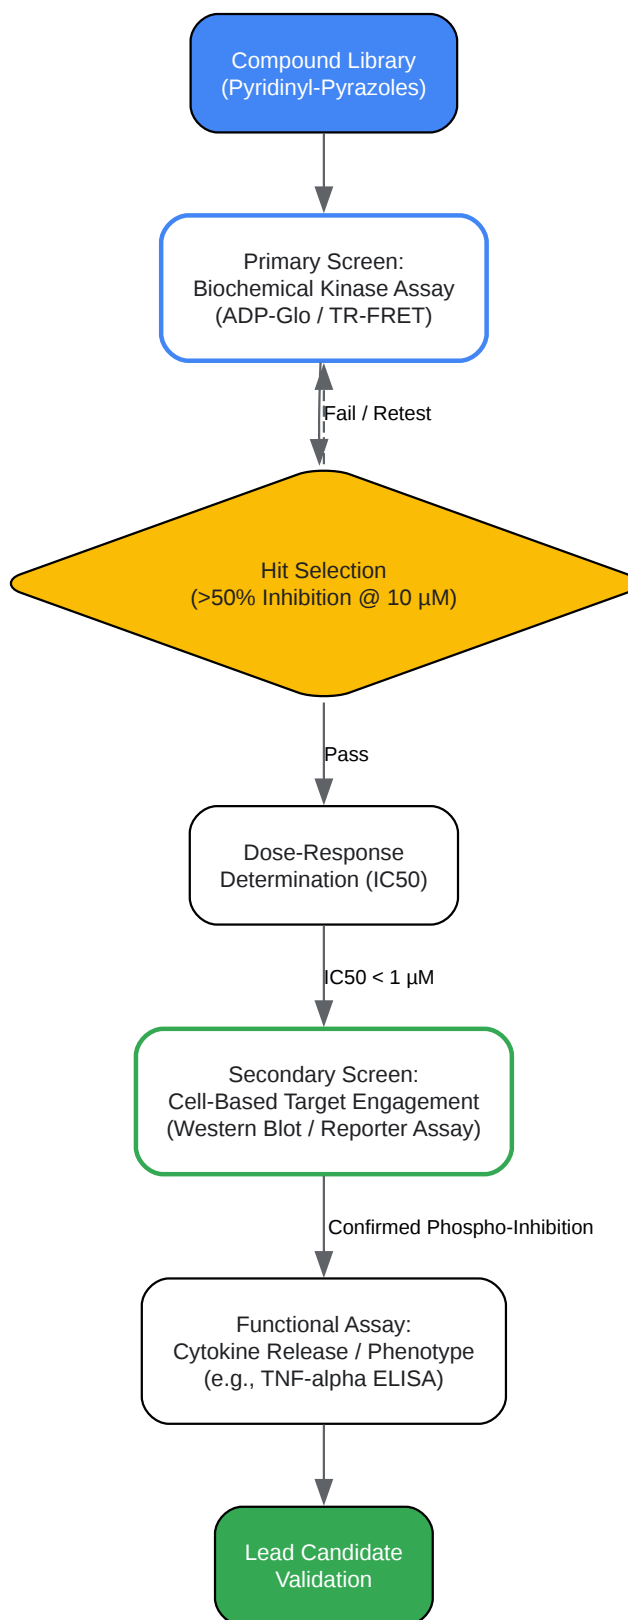 Compound Library
(Pyridinyl-Pyrazoles)
Primary Screen:
Biochemical Kinase Assay
(ADP-Glo / TR-FRET)
Fail / Retest
Hit Selection
(>50% Inhibition @ 10 µM)
Pass
Dose-Response
Determination (IC50)
IC50 < 1 µM
Secondary Screen:
Cell-Based Target Engagement
(Western Blot / Reporter Assay)
Confirmed Phospho-Inhibition
Functional Assay:
Cytokine Release / Phenotype
(e.g., TNF-alpha ELISA)
Lead Candidate
Validation